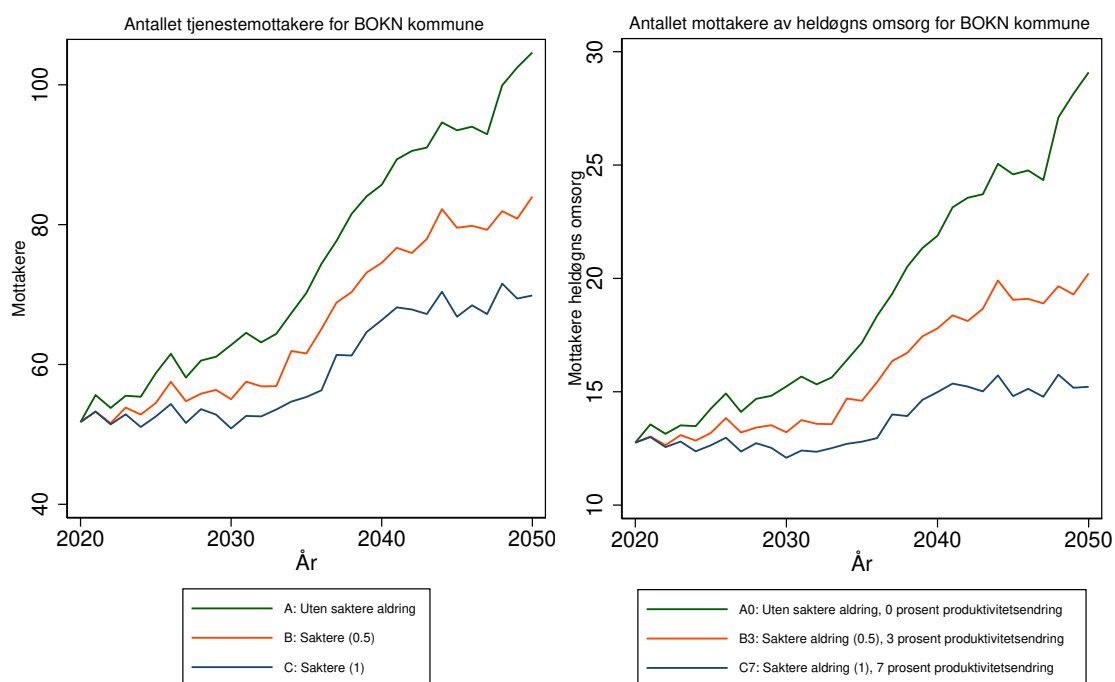 Antallet tjenestemottakere for BOKN kommune
Mottakere
100
80
60
40
2020
2030
2040
2050
År
A: Uten saktere aldring
B: Saktere (0.5)
C: Saktere (1)
Antallet mottakere av heldøgns omsorg for BOKN kommune
Mottakere heldøgns omsorg
30
25
20
15
10
2020
2030
2040
2050
År
A0: Uten saktere aldring, 0 prosent produktivitetsendring
B3: Saktere aldring (0.5), 3 prosent produktivitetsendring
C7: Saktere aldring (1), 7 prosent produktivitetsendring